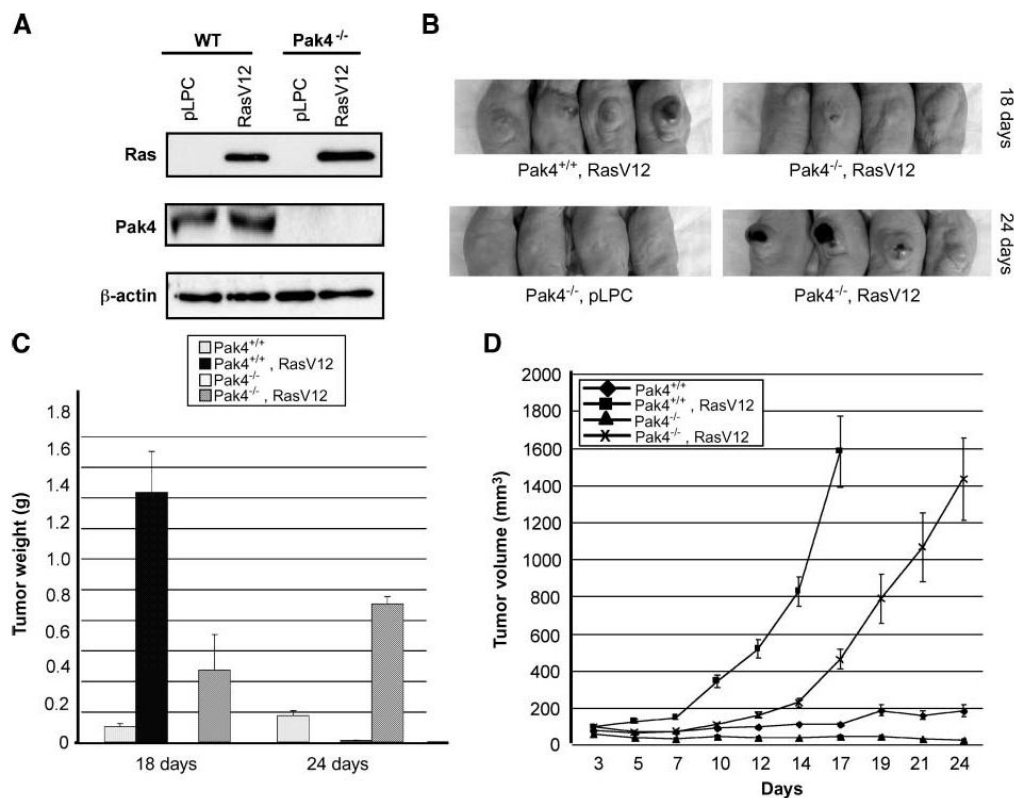 A
WT Pak4-/-
pLPC RasV12 pLPC RasV12
Ras
Pak4
β-actin
B
Pak4+/+, RasV12 Pak4-/-, RasV12
18 days
Pak4-/-, pLPC Pak4-/-, RasV12
24 days
C
Pak4+/+
Pak4+/+ , RasV12
Pak4-/-
Pak4-/- , RasV12
Tumor weight (g)
1.8
1.6
1.4
1.2
1.0
0.8
0.6
0.4
0.2
0
18 days 24 days
D
Pak4+/+
Pak4+/+ , RasV12
Pak4-/-
Pak4-/- , RasV12
Tumor volume (mm3)
2000
1800
1600
1400
1200
1000
800
600
400
200
0
3 5 7 10 12 14 17 19 21 24
Days